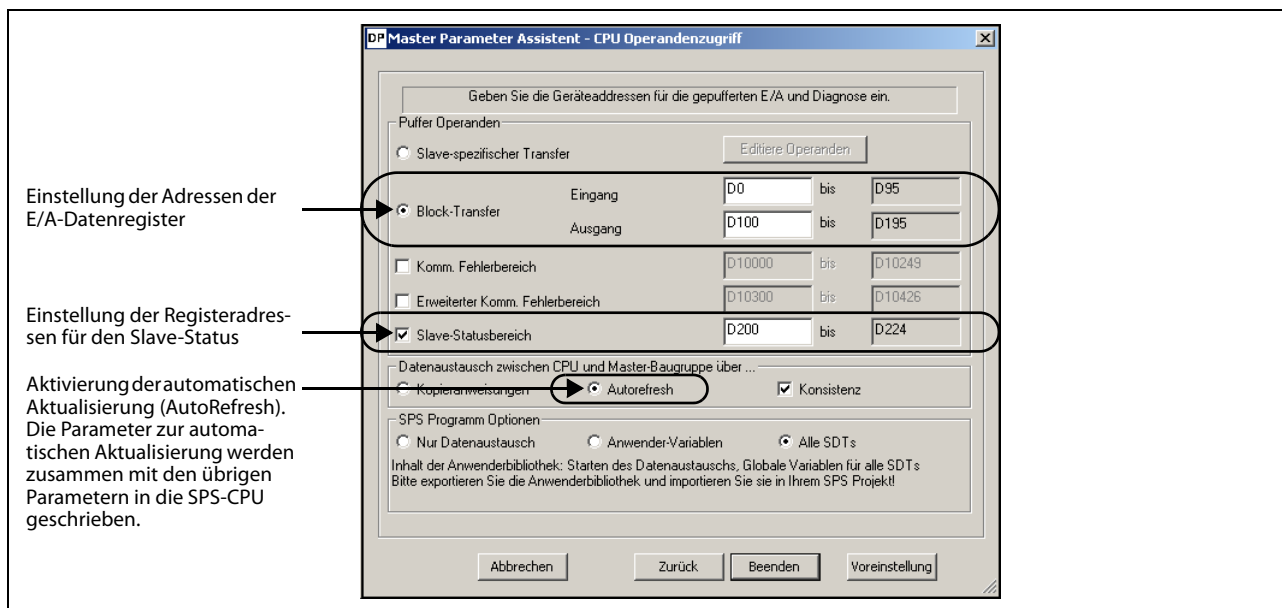 DP Master Parameter Assistent - CPU Operandenzugriff
Geben Sie die Geräteaddressen für die gepufferten E/A und Diagnose ein.
Puffer Operanden
Slave-spezifischer Transfer
Editiere Operanden
Einstellung der Adressen der
E/A-Datenregister
Block-Transfer
Eingang D0 bis D95
Ausgang D100 bis D195
Komm. Fehlerbereich D10000 bis D10249
Erweiterter Komm. Fehlerbereich D10300 bis D10426
Einstellung der Registeradres-
sen für den Slave-Status
Slave-Statusbereich D200 bis D224
Aktivierung der automatischen
Aktualisierung (AutoRefresh).
Die Parameter zur automa-
tischen Aktualisierung werden
zusammen mit den übrigen
Parametern in die SPS-CPU
geschrieben.
Datenaustausch zwischen CPU und Master-Baugruppe über ...
Kopieranweisungen Autorefresh Konsistenz
SPS Programm Optionen
Nur Datenaustausch Anwender-Variablen Alle SDTs
Inhalt der Anwenderbibliothek: Starten des Datenaustauschs, Globale Variablen für alle SDTs
Bitte exportieren Sie die Anwenderbibliothek und importieren Sie sie in Ihrem SPS Projekt!
Abbrechen Zurück Beenden Voreinstellung